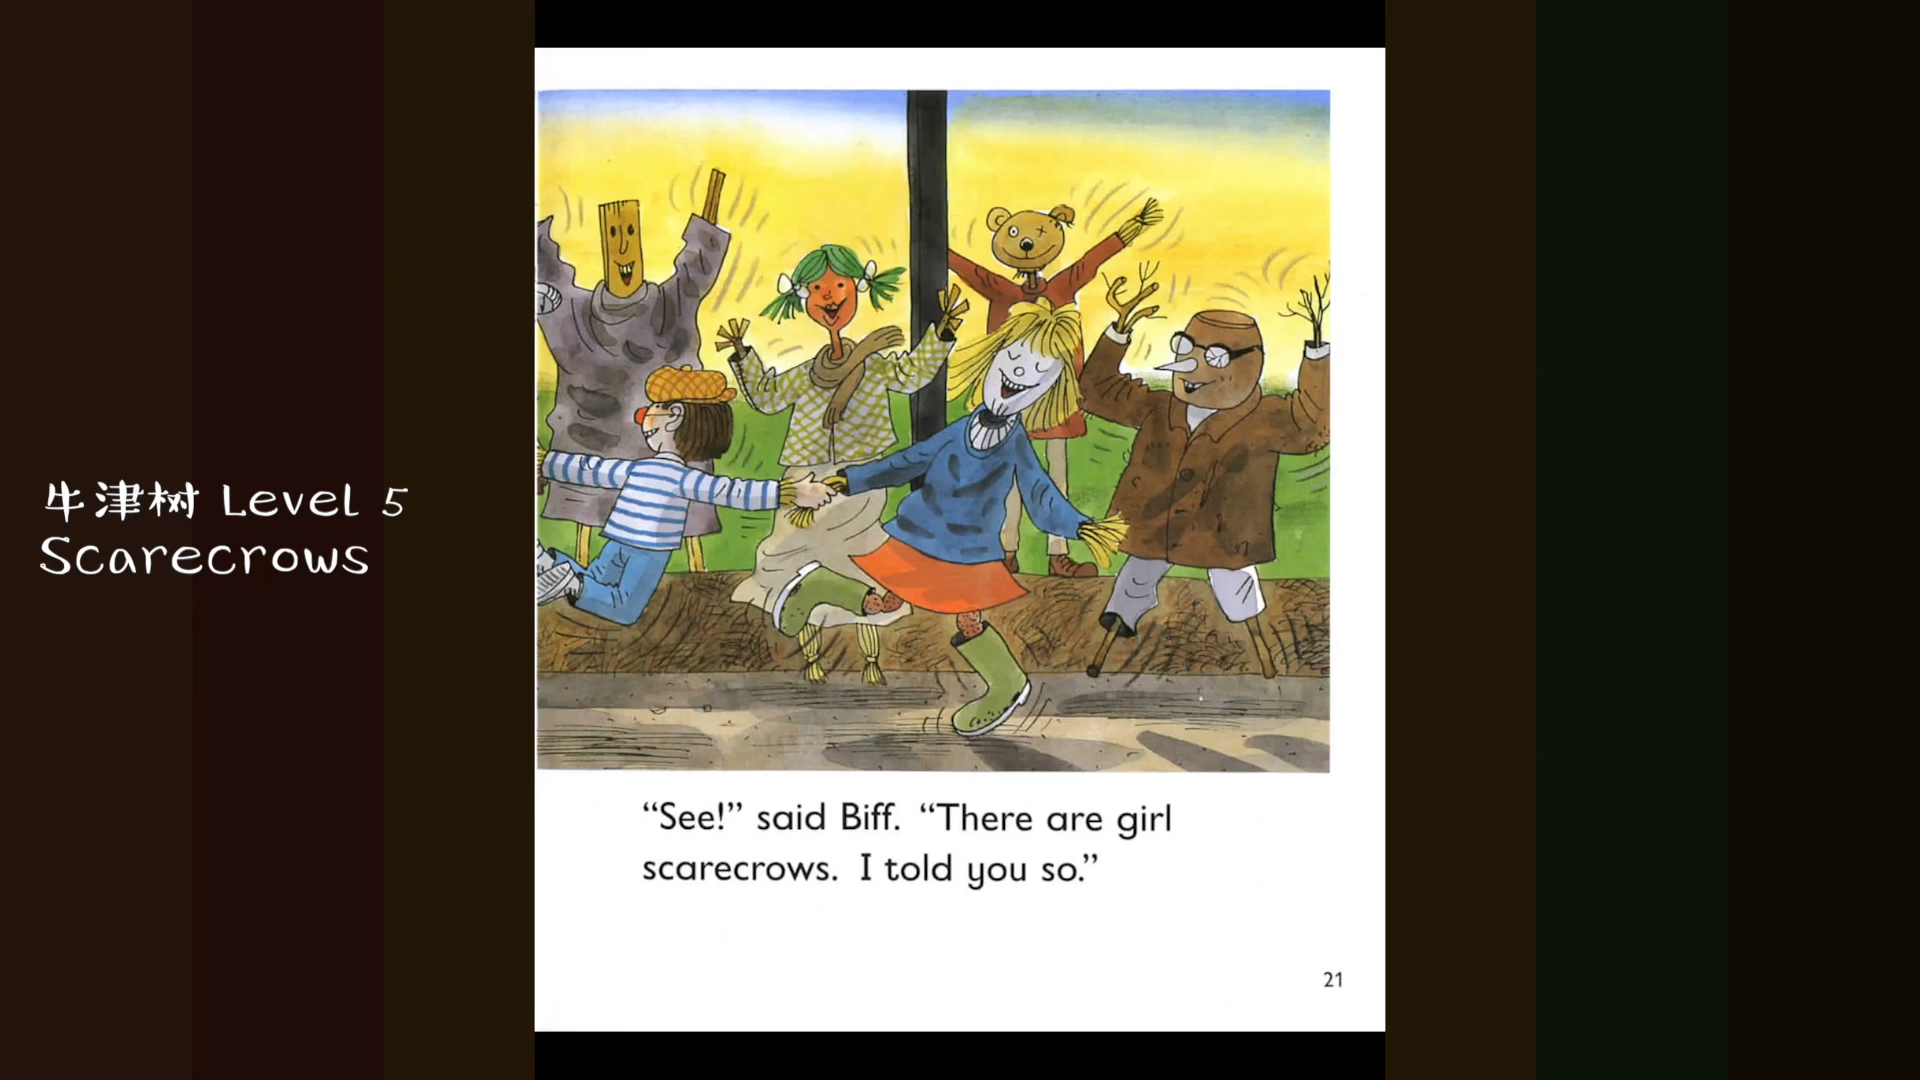 牛津树 Level 5
Scarecrows
“See!” said Biff. “There are girl
scarecrows. I told you so.”
21